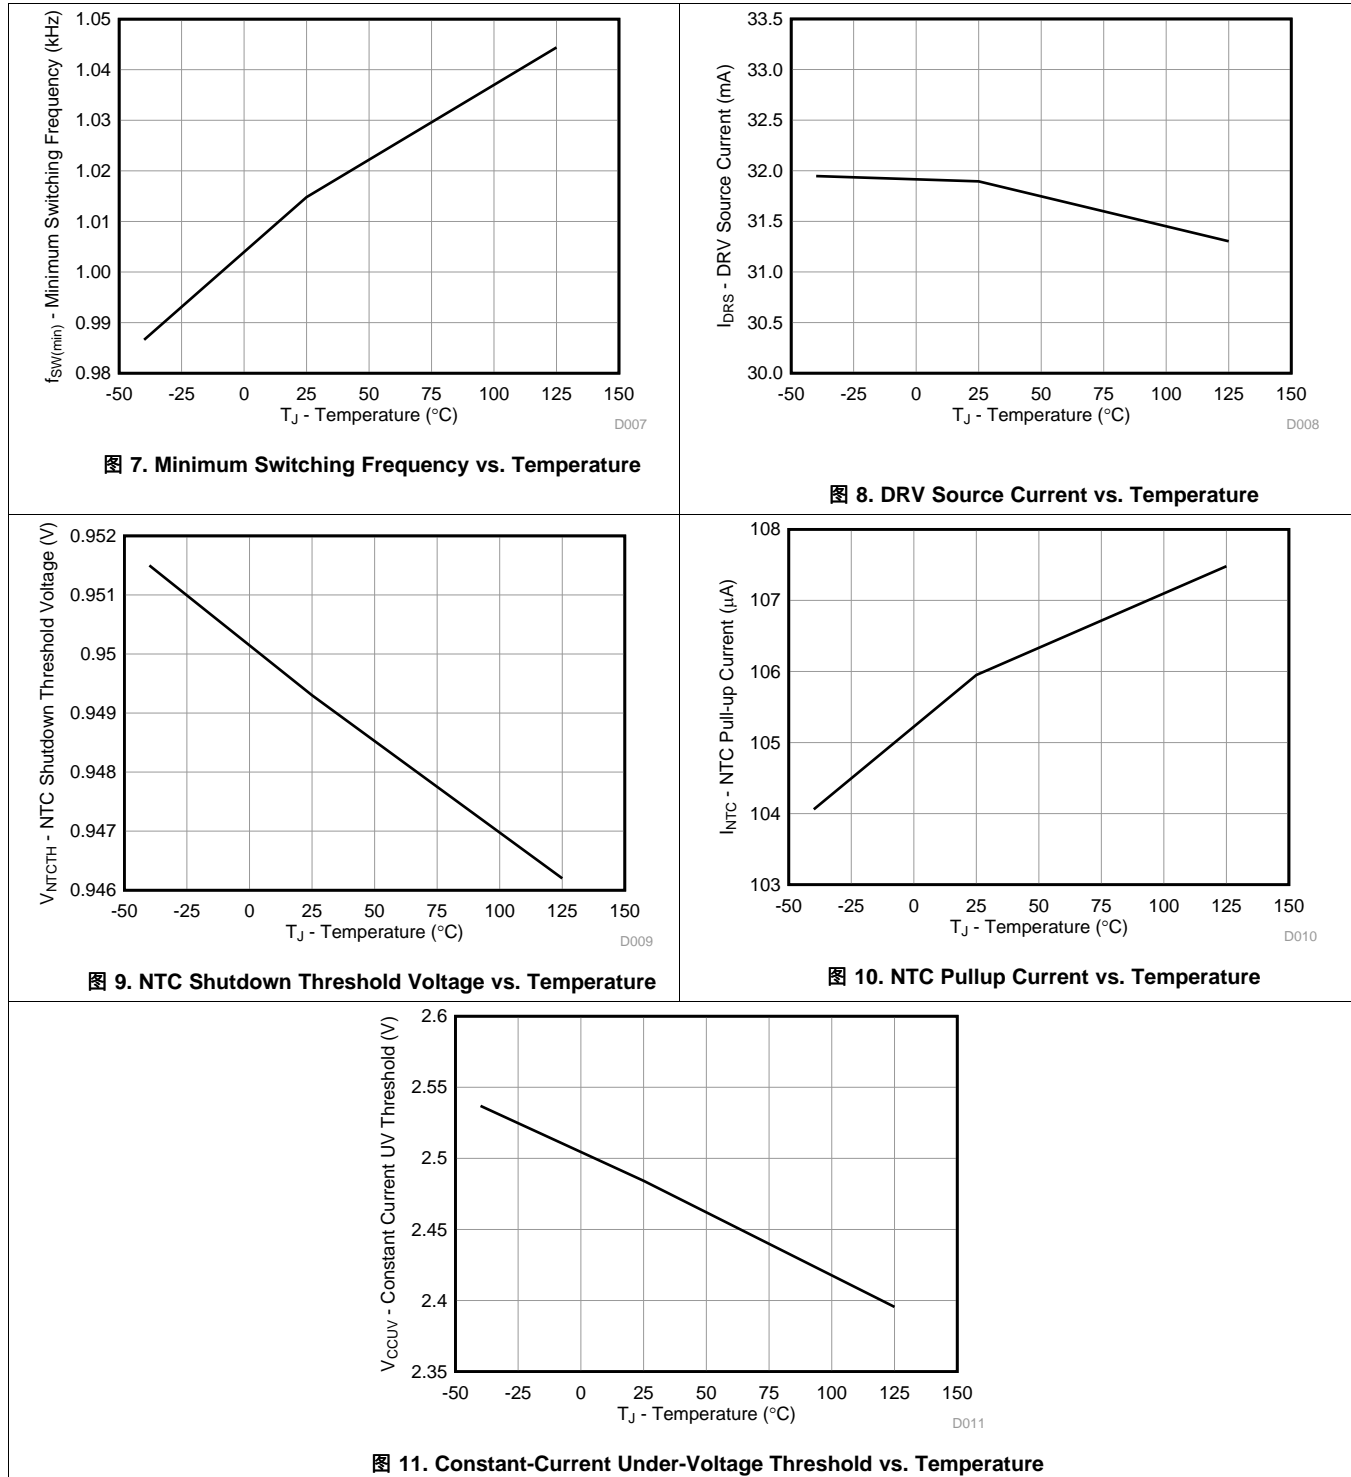 1.05
1.04
1.03
1.02
1.01
1.00
0.99
0.98
fSW(min) - Minimum Switching Frequency (kHz)
-50 -25 0 25 50 75 100 125 150
TJ - Temperature (°C)
D007
图 7. Minimum Switching Frequency vs. Temperature
33.5
33.0
32.5
32.0
31.5
31.0
30.5
30.0
IDRS - DRV Source Current (mA)
-50 -25 0 25 50 75 100 125 150
TJ - Temperature (°C)
D008
图 8. DRV Source Current vs. Temperature
0.952
0.951
0.95
0.949
0.948
0.947
0.946
VNTCTH - NTC Shutdown Threshold Voltage (V)
-50 -25 0 25 50 75 100 125 150
TJ - Temperature (°C)
D009
图 9. NTC Shutdown Threshold Voltage vs. Temperature
108
107
106
105
104
103
INTC - NTC Pull-up Current (µA)
-50 -25 0 25 50 75 100 125 150
TJ - Temperature (°C)
D010
图 10. NTC Pullup Current vs. Temperature
2.6
2.55
2.5
2.45
2.4
2.35
VCCUV - Constant Current UV Threshold (V)
-50 -25 0 25 50 75 100 125 150
TJ - Temperature (°C)
D011
图 11. Constant-Current Under-Voltage Threshold vs. Temperature